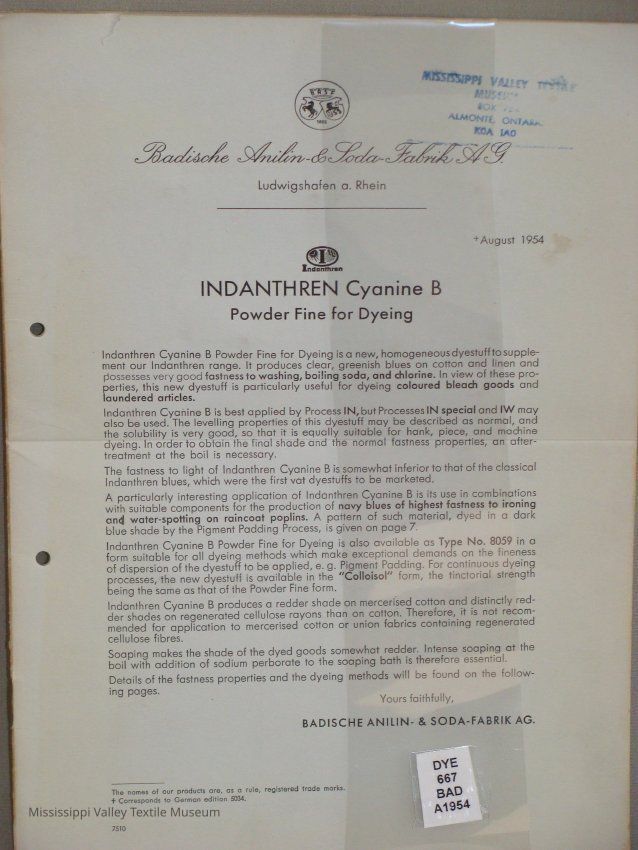 BASF
1865
MISSISSIPPI VALLEY TEXTILE
MUSEUM
BOX
ALMONTE, ONTARIO
K0A 1A0
Badische Anilin- & Soda-Fabrik A.G.
Ludwigshafen a. Rhein
+August 1954
I
Indanthren
INDANTHREN Cyanine B
Powder Fine for Dyeing
Indanthren Cyanine B Powder Fine for Dyeing is a new, homogeneous dyestuff to supple-
ment our Indanthren range. It produces clear, greenish blues on cotton and linen and
possesses very good fastness to washing, boiling soda, and chlorine. In view of these pro-
perties, this new dyestuff is particularly useful for dyeing coloured bleach goods and
laundered articles.
Indanthren Cyanine B is best applied by Process IN, but Processes IN special and IW may
also be used. The levelling properties of this dyestuff may be described as normal, and
the solubility is very good, so that it is equally suitable for hank, piece, and machine
dyeing. In order to obtain the final shade and the normal fastness properties, an after-
treatment at the boil is necessary.
The fastness to light of Indanthren Cyanine B is somewhat inferior to that of the classical
Indanthren blues, which were the first vat dyestuffs to be marketed.
A particularly interesting application of Indanthren Cyanine B is its use in combinations
with suitable components for the production of navy blues of highest fastness to ironing
and water-spotting on raincoat poplins. A pattern of such material, dyed in a dark
blue shade by the Pigment Padding Process, is given on page 7.
Indanthren Cyanine B Powder Fine for Dyeing is also available as Type No. 8059 in a
form suitable for all dyeing methods which make exceptional demands on the fineness
of dispersion of the dyestuff to be applied, e. g. Pigment Padding. For continuous dyeing
processes, the new dyestuff is available in the "Colloisol" form, the tinctorial strength
being the same as that of the Powder Fine form.
Indanthren Cyanine B produces a redder shade on mercerised cotton and distinctly red-
der shades on regenerated cellulose rayons than on cotton. Therefore, it is not recom-
mended for application to mercerised cotton or union fabrics containing regenerated
cellulose fibres.
Soaping makes the shade of the dyed goods somewhat redder. Intense soaping at the
boil with addition of sodium perborate to the soaping bath is therefore essential.
Details of the fastness properties and the dyeing methods will be found on the follow-
ing pages.
Yours faithfully,
BADISCHE ANILIN- & SODA-FABRIK AG.
The names of our products are, as a rule, registered trade marks.
+ Corresponds to German edition 5034.
7510
DYE
667
BAD
A1954
Mississippi Valley Textile Museum